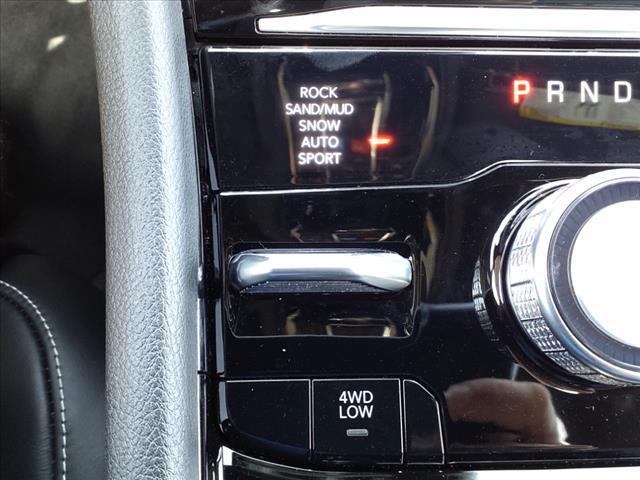 ROCK
SAND/MUD
SNOW
AUTO
SPORT
P R N D
4WD
LOW